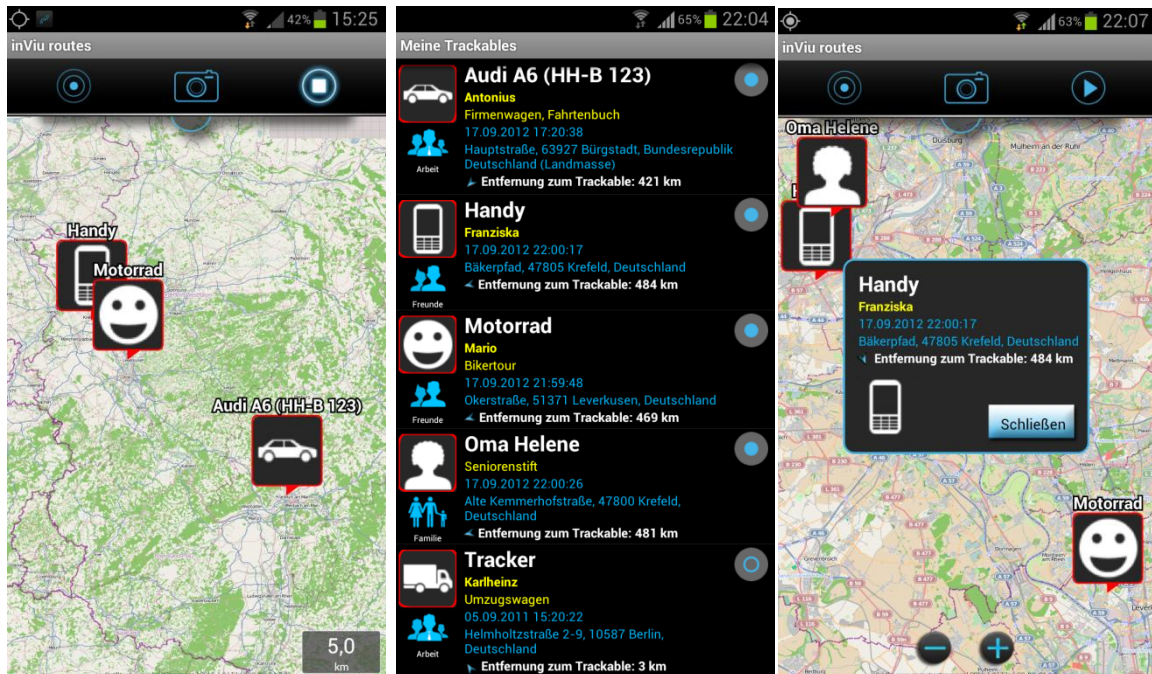 42% 15:25
inViu routes
Handy
Motorrad
Audi A6 (HH-B 123)
5,0
km
65% 22:04
Meine Trackables
Audi A6 (HH-B 123)
Antonius
Firmenwagen, Fahrtenbuch
17.09.2012 17:20:38
Hauptstraße, 63927 Bürgstadt, Bundesrepublik
Deutschland (Landmasse)
Arbeit
Entfernung zum Trackable: 421 km
Handy
Franziska
17.09.2012 22:00:17
Bäkerpfad, 47805 Krefeld, Deutschland
Entfernung zum Trackable: 484 km
Freunde
Motorrad
Mario
Bikertour
17.09.2012 21:59:48
Okerstraße, 51371 Leverkusen, Deutschland
Entfernung zum Trackable: 469 km
Freunde
Oma Helene
Seniorenstift
17.09.2012 22:00:26
Alte Kemmerhofstraße, 47800 Krefeld,
Deutschland
Entfernung zum Trackable: 481 km
Familie
Tracker
Karlheinz
Umzugswagen
05.09.2011 15:20:22
Helmholtzstraße 2-9, 10587 Berlin,
Deutschland
Arbeit
Entfernung zum Trackable: 3 km
63% 22:07
inViu routes
Oma Helene
Duisburg
Mülheim an der Ruhr
Handy
Franziska
17.09.2012 22:00:17
Bäkerpfad, 47805 Krefeld, Deutschland
Entfernung zum Trackable: 484 km
Schließen
Motorrad
Dormagen